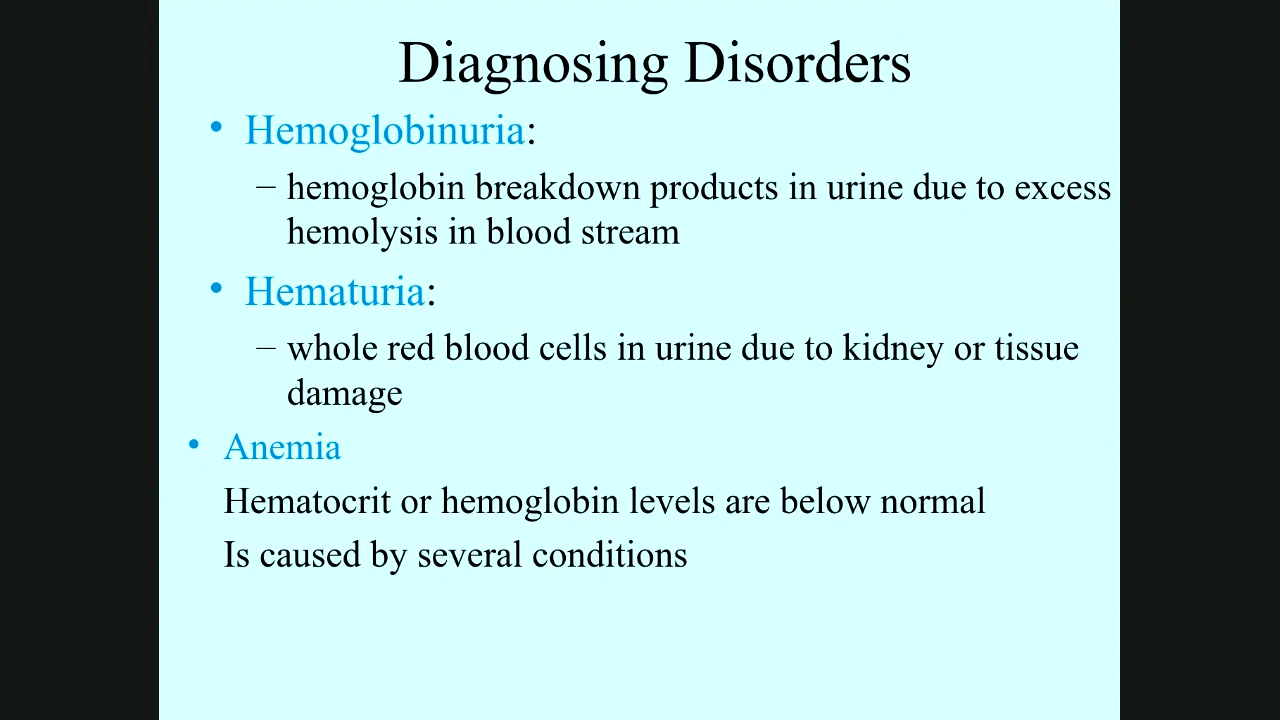 Diagnosing Disorders
• Hemoglobinuria:
– hemoglobin breakdown products in urine due to excess
hemolysis in blood stream
• Hematuria:
– whole red blood cells in urine due to kidney or tissue
damage
• Anemia
Hematocrit or hemoglobin levels are below normal
Is caused by several conditions